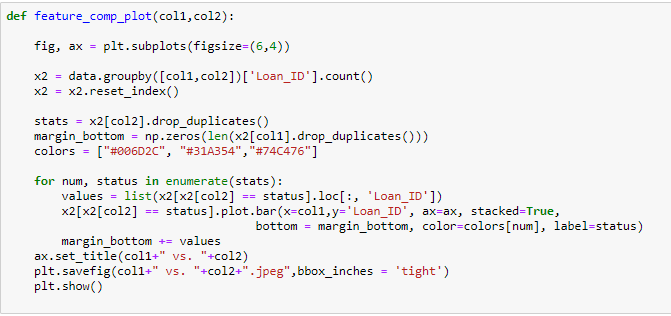 def feature_comp_plot(col1,col2):
fig, ax = plt.subplots(figsize=(6,4))
x2 = data.groupby([col1,col2])['Loan_ID'].count()
x2 = x2.reset_index()
stats = x2[col2].drop_duplicates()
margin_bottom = np.zeros(len(x2[col1].drop_duplicates()))
colors = ["#006D2C", "#31A354","#74C476"]
for num, status in enumerate(stats):
values = list(x2[x2[col2] == status].loc[:, 'Loan_ID'])
x2[x2[col2] == status].plot.bar(x=col1,y='Loan_ID', ax=ax, stacked=True,
bottom = margin_bottom, color=colors[num], label=status)
margin_bottom += values
ax.set_title(col1+" vs. "+col2)
plt.savefig(col1+" vs. "+col2+".jpeg",bbox_inches = 'tight')
plt.show()